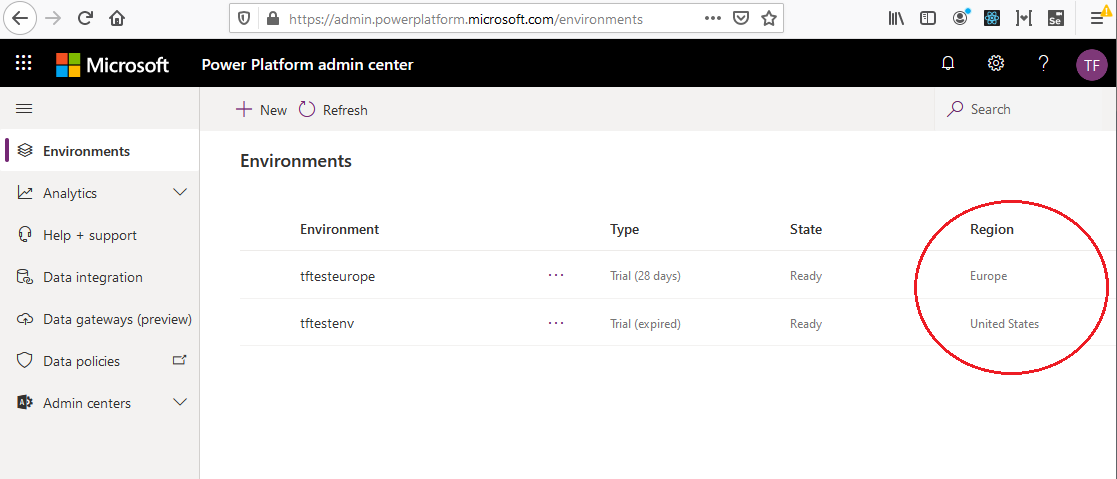 https://admin.powerplatform.microsoft.com/environments
Se
Microsoft
Power Platform admin center
?
TF
New
Refresh
Search
Environments
Analytics
Help + support
Data integration
Data gateways (preview)
Data policies
Admin centers
Environments
Environment
Type
State
Region
tftesteurope
...
Trial (28 days)
Ready
Europe
tftestenv
...
Trial (expired)
Ready
United States